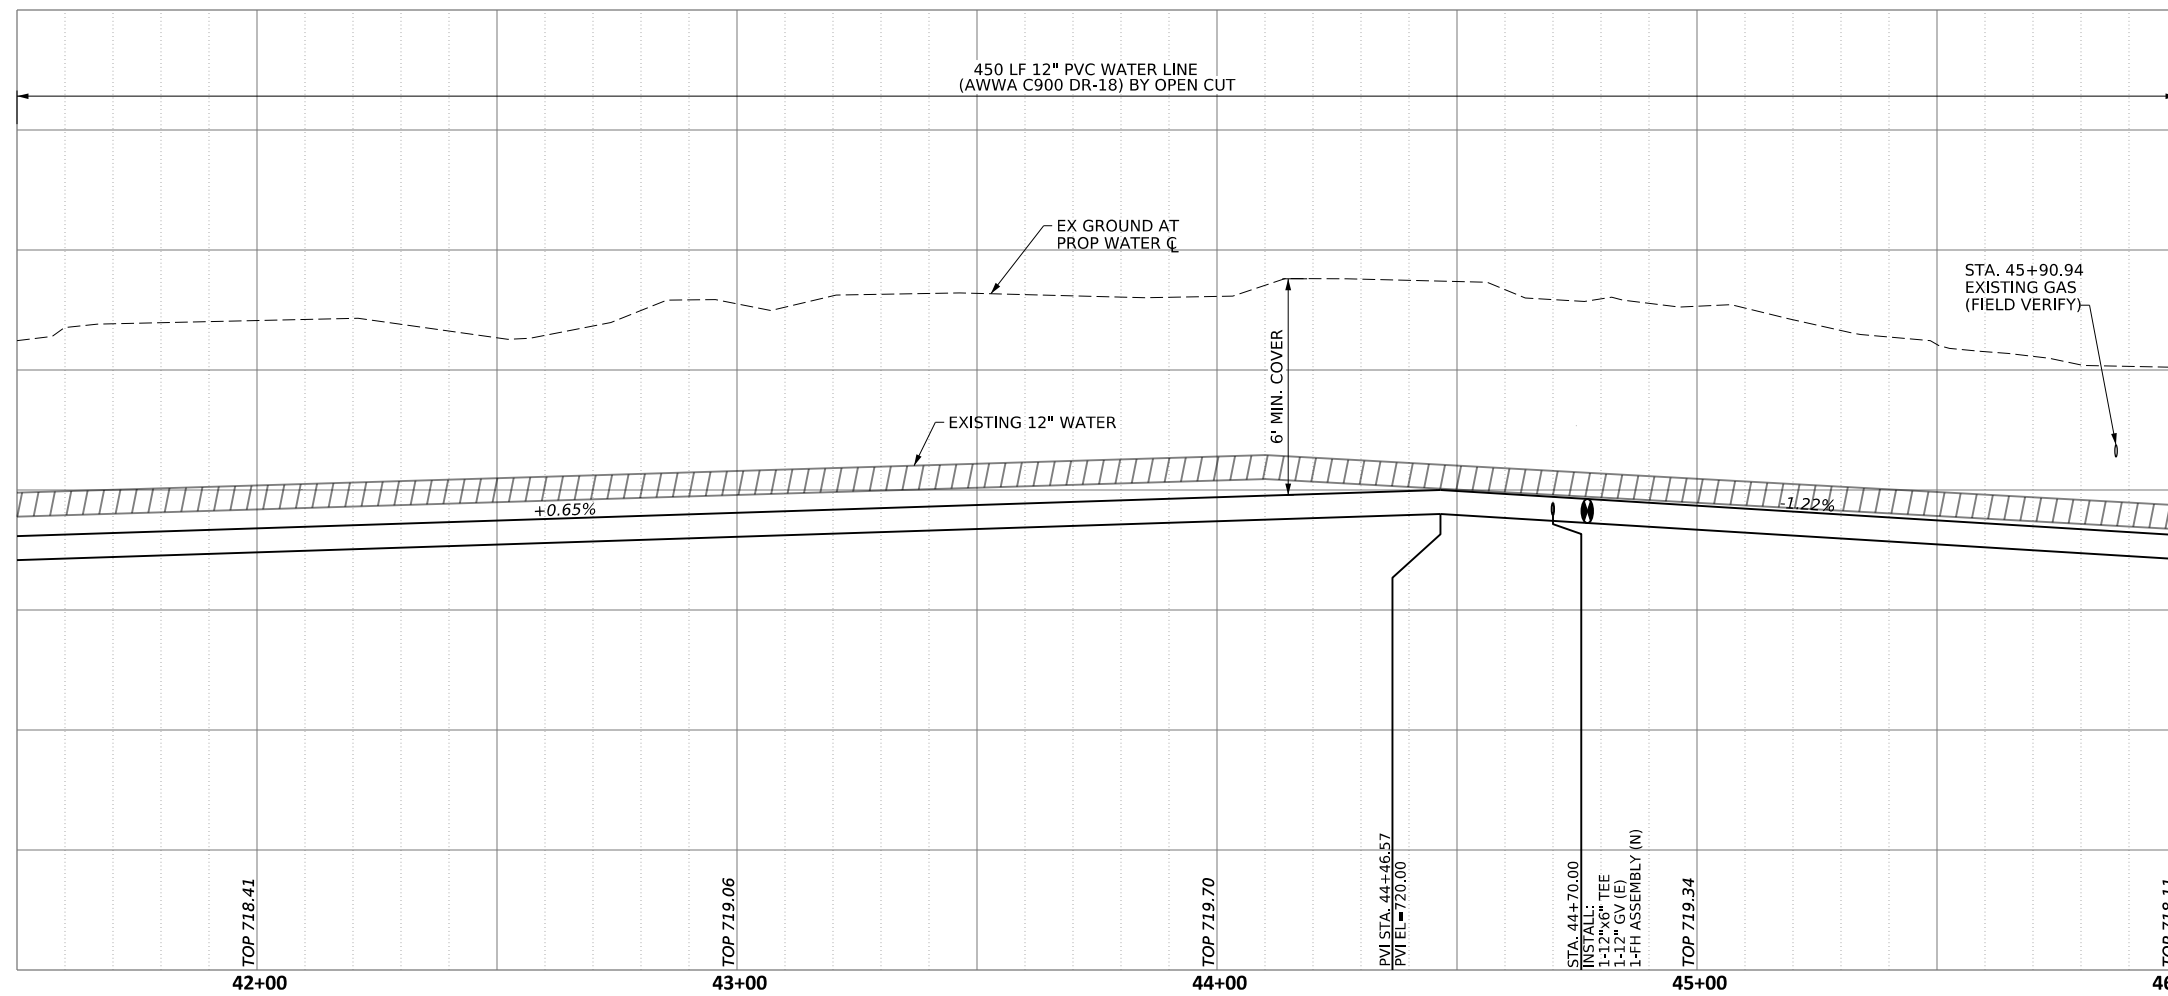 450 LF 12" PVC WATER LINE
(AWWA C900 DR-18) BY OPEN CUT
EX GROUND AT
PROP WATER ℄
STA. 45+90.94
EXISTING GAS
(FIELD VERIFY)
6' MIN. COVER
EXISTING 12" WATER
+0.65%
-1.22%
TOP 718.41
TOP 719.06
TOP 719.70
PVI STA. 44+46.57
PVI EL=720.00
STA. 44+70.00
INSTALL:
1-12"x6" TEE
1-12" GV (E)
1-FH ASSEMBLY (N)
TOP 719.34
42+00
43+00
44+00
45+00